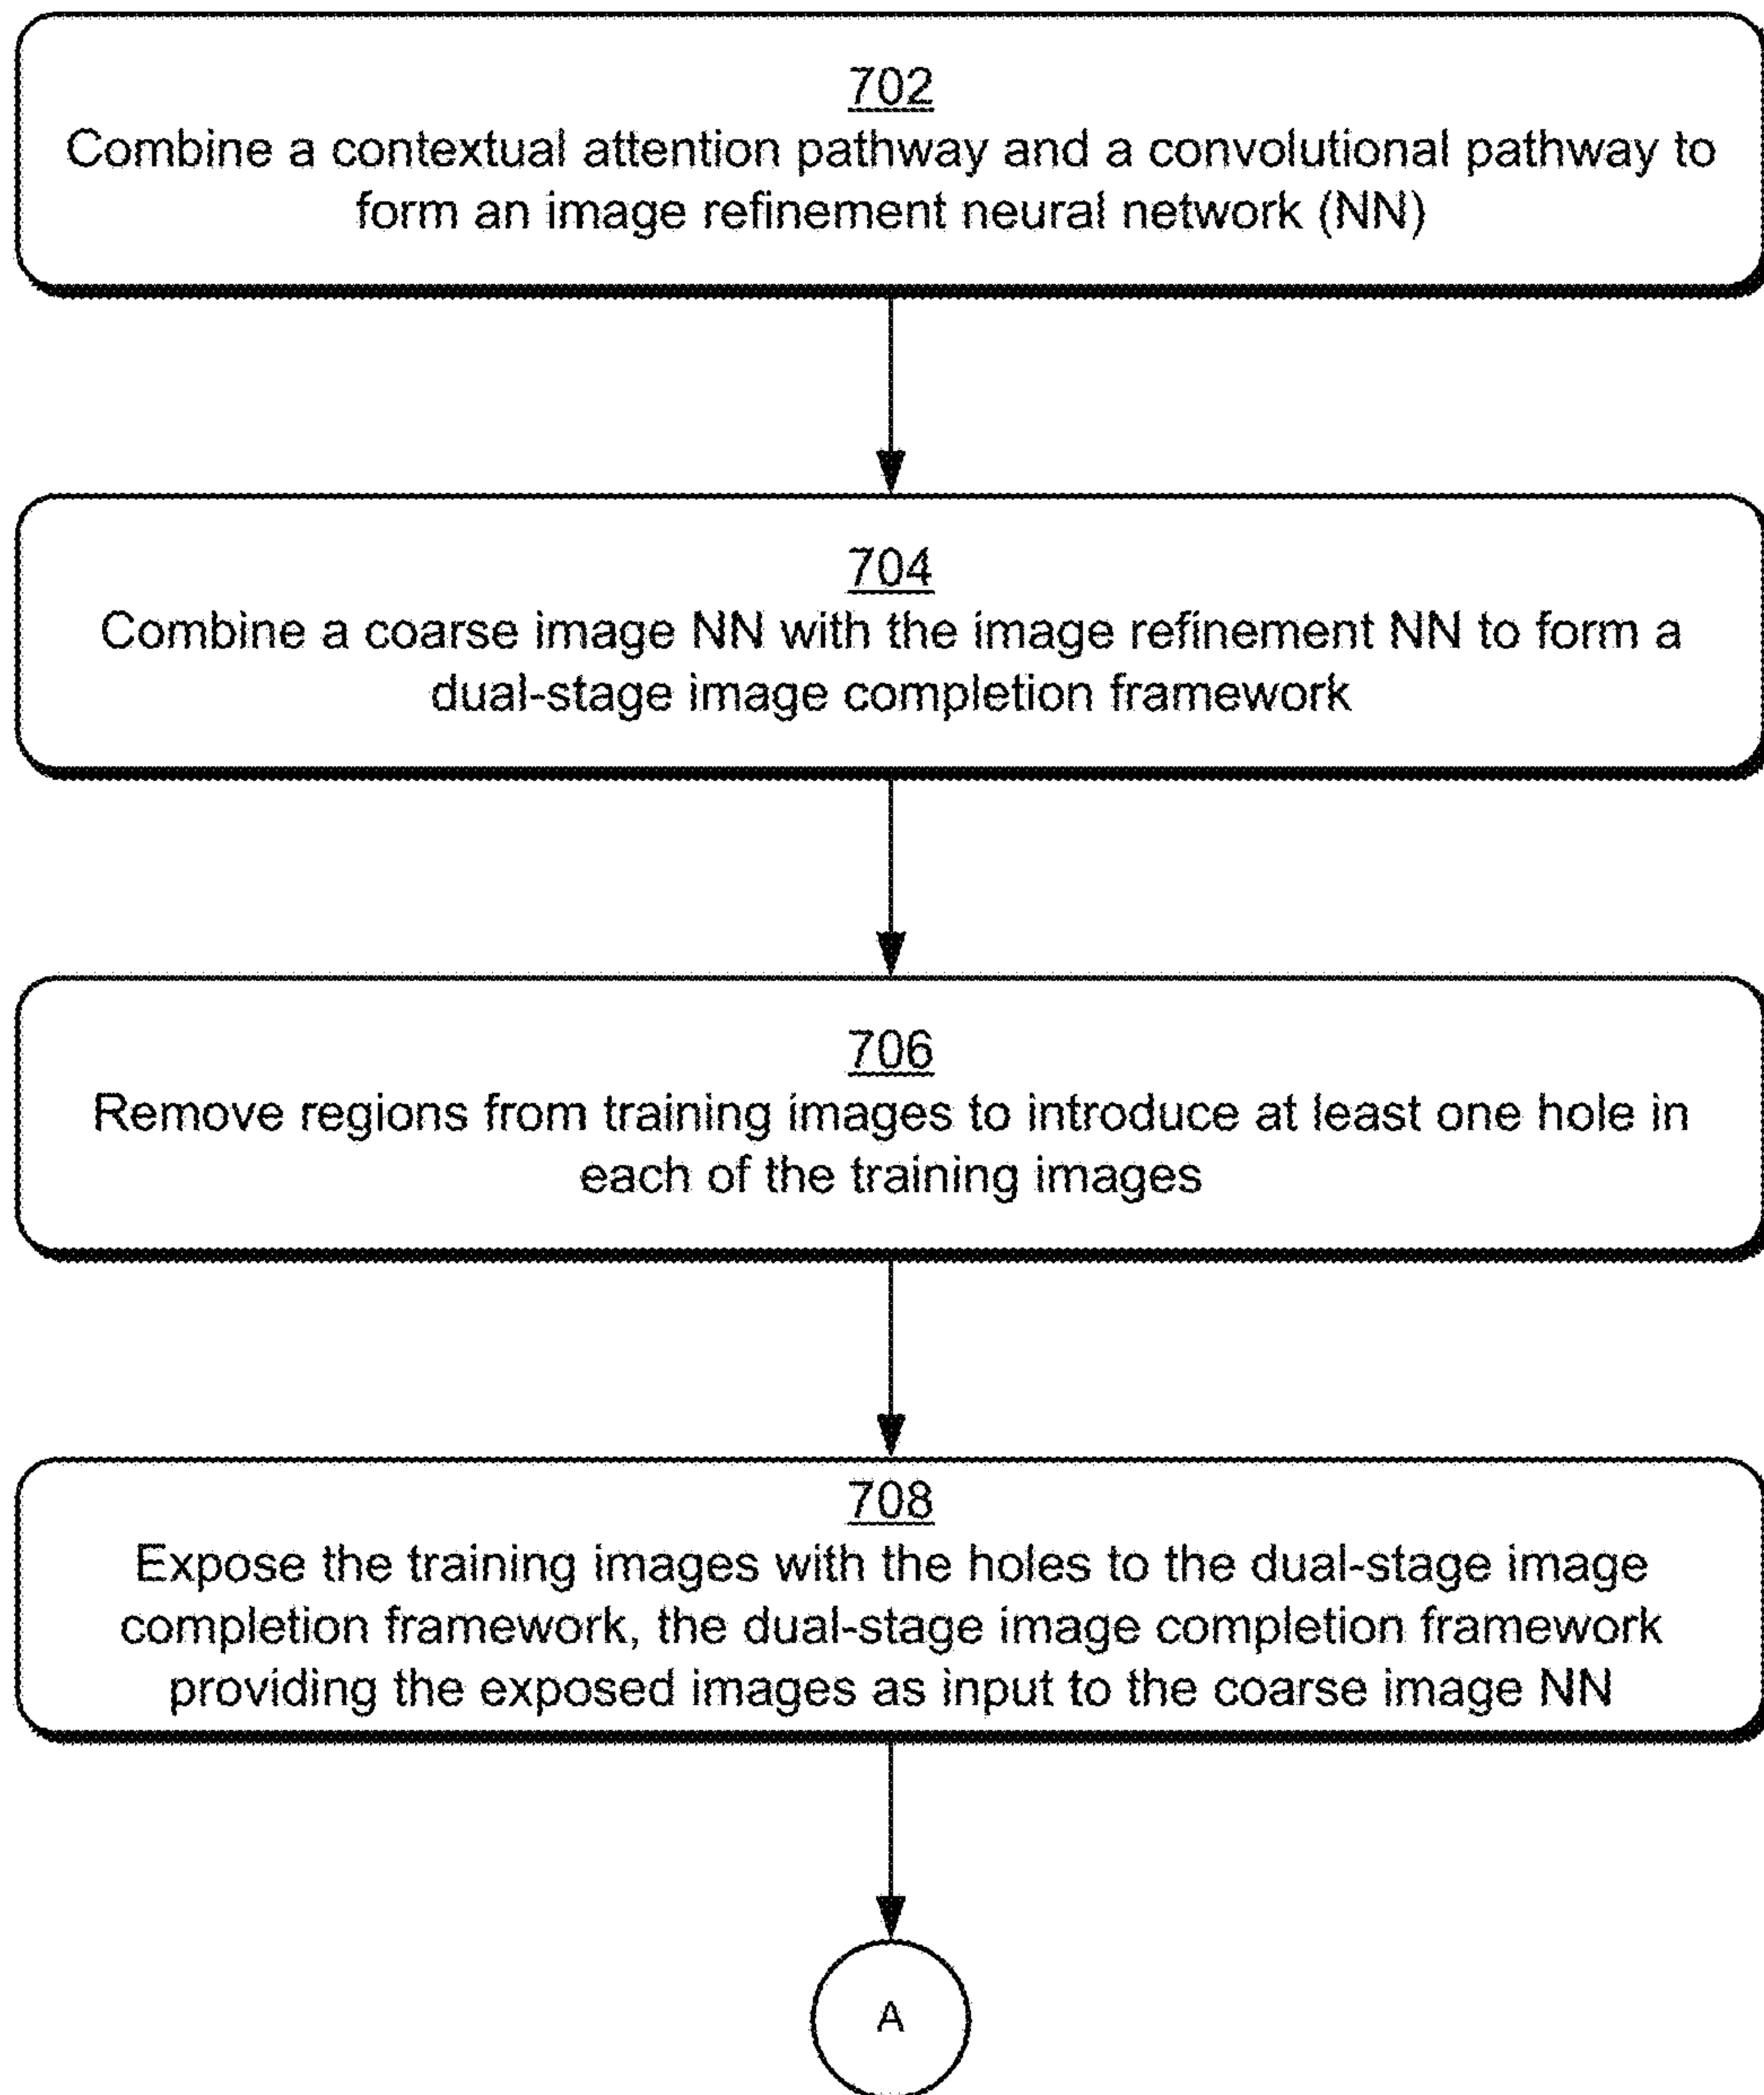 702
Combine a contextual attention pathway and a convolutional pathway to
form an image refinement neural network (NN)
704
Combine a coarse image NN with the image refinement NN to form a
dual-stage image completion framework
706
Remove regions from training images to introduce at least one hole in
each of the training images
708
Expose the training images with the holes to the dual-stage image
completion framework, the dual-stage image completion framework
providing the exposed images as input to the coarse image NN
A